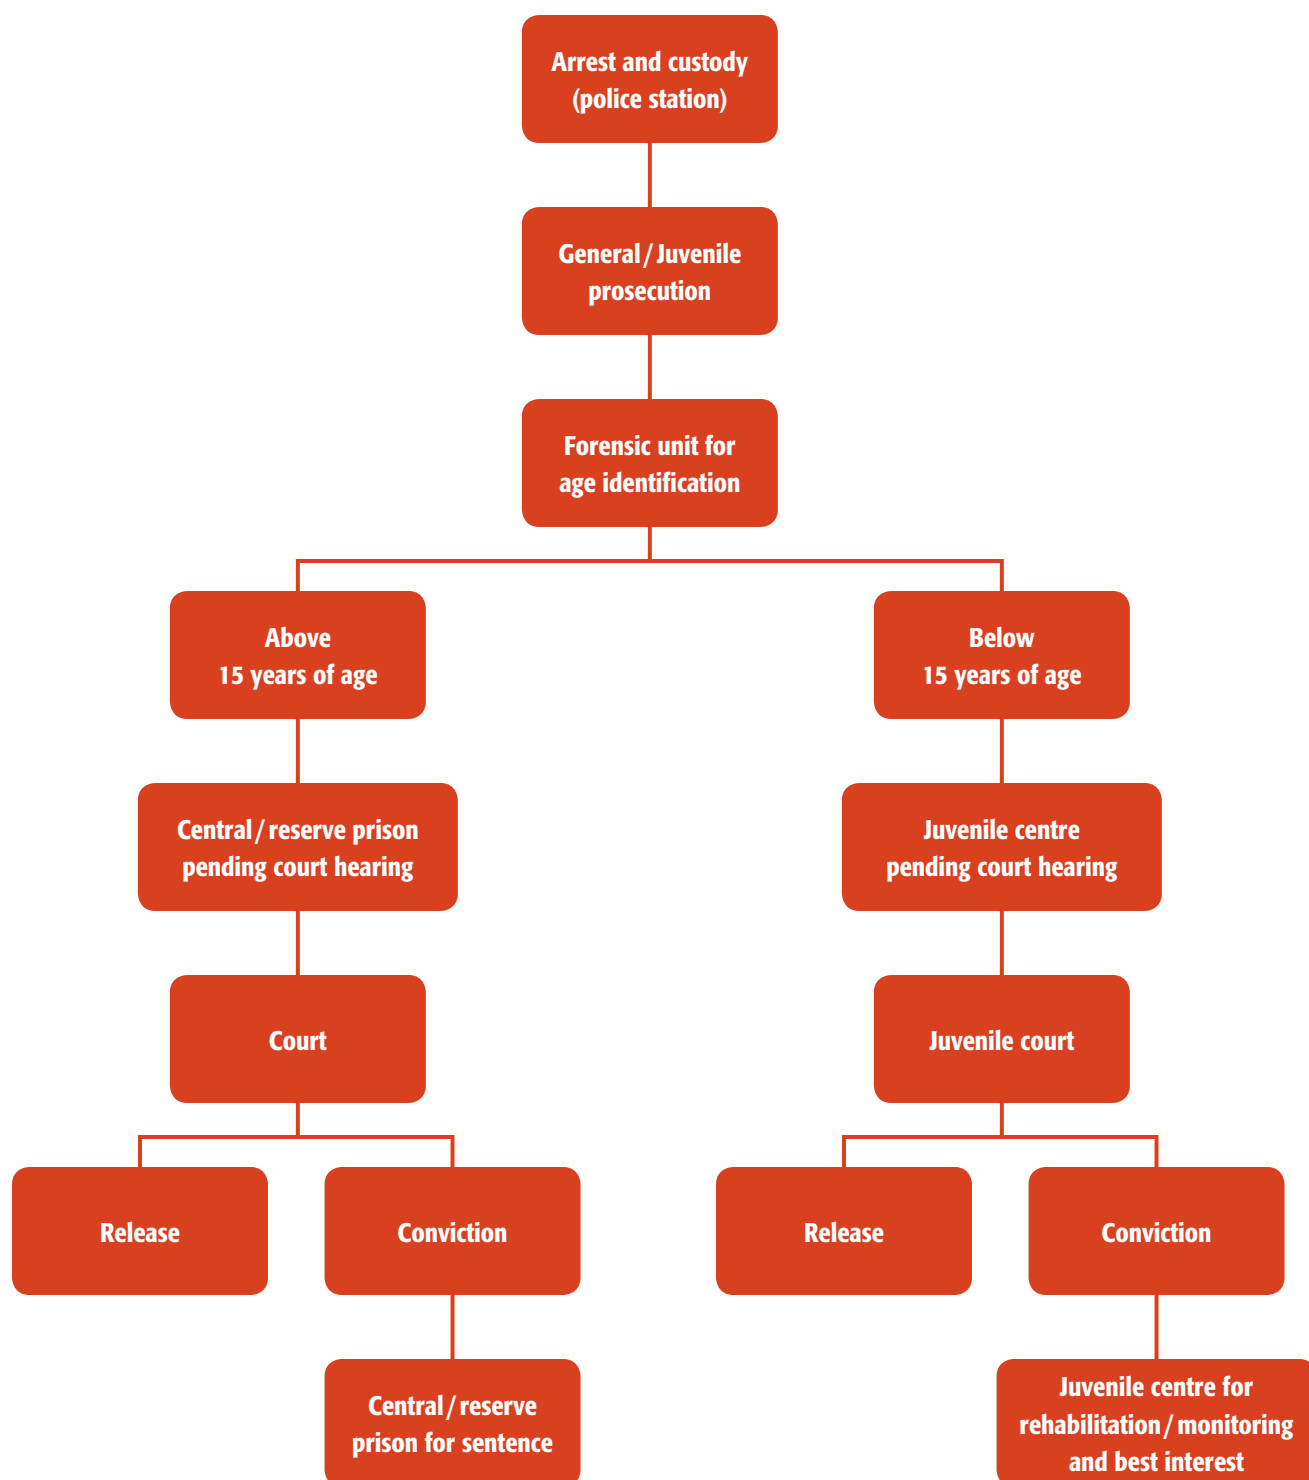 Arrest and custody
(police station)
General / Juvenile
prosecution
Forensic unit for
age identification
Above
15 years of age
Below
15 years of age
Central / reserve prison
pending court hearing
Juvenile centre
pending court hearing
Court
Juvenile court
Release
Conviction
Release
Conviction
Central / reserve
prison for sentence
Juvenile centre for
rehabilitation / monitoring
and best interest